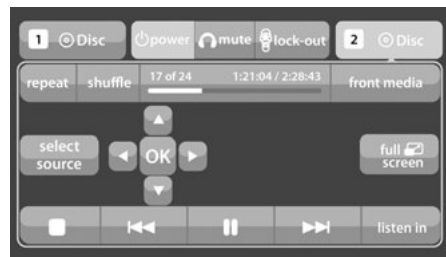 1 Disc power mute lock-out 2 Disc
repeat shuffle 17 of 24 1:21:04 / 2:28:43 front media
select
source
OK
full
screen
listen in